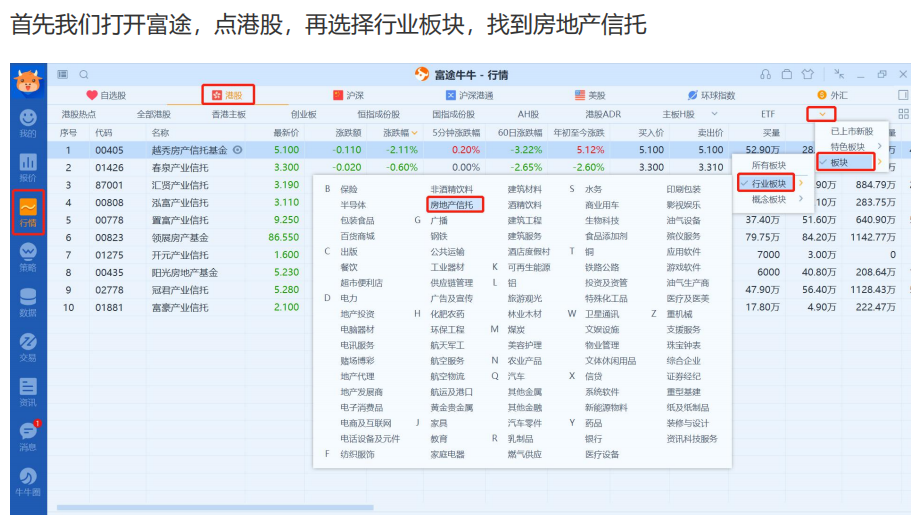 首先我们打开富途，点港股，再选择行业板块，找到房地产信托
富途牛牛 - 行情
自选股 港股 沪深 沪深港通 美股 环球指数 外汇
港股热点 全部港股 香港主板 创业板 恒指成份股 国指成份股 AH股 港股ADR 主板H股 ETF
序号 代码 名称 最新价 涨跌额 涨跌幅 5分钟涨跌幅 60日涨跌幅 年初至今涨跌 买入价 卖出价 买量 量
1 00405 越秀房产信托基金 5.100 -0.110 -2.11% 0.20% -3.22% 5.12% 5.100 5.100 52.90万 28. 万
2 01426 春泉产业信托 3.300 -0.020 -0.60% 0.00% -2.65% -2.60% 3.300 3.310 万
3 87001 汇贤产业信托 3.190 .90万 884.79万
4 00808 泓富产业信托 3.110 .10万 283.75万
5 00778 置富产业信托 9.250 37.40万 51.60万 640.90万
6 00823 领展房产基金 86.550 79.75万 84.20万 1142.77万
7 01275 开元产业信托 1.600 7000 3.00万 0
8 00435 阳光房地产基金 5.230 6000 40.80万 208.64万
9 02778 冠君产业信托 5.280 47.90万 56.40万 1128.43万
10 01881 富豪产业信托 2.100 17.80万 4.90万 222.47万
已上市新股
特色板块
板块
所有板块
行业板块
概念板块
B 保险 非酒精饮料 建筑材料 S 水务 印刷包装
半导体 房地产信托 酒精饮料 商业用车 影视娱乐
包装食品 G 广播 建筑工程 生物科技 油气设备
百货商城 钢铁 建筑服务 食品添加剂 殡仪服务
C 出版 公共运输 酒店度假村 T 铜 应用软件
餐饮 工业器材 K 可再生能源 铁路公路 游戏软件
超市便利店 供应链管理 L 铝 投资及资管 油气生产商
D 电力 广告及宣传 旅游观光 特殊化工品 医疗及医美
地产投资 H 化肥农药 林业木材 W 卫星通讯 Z 重机械
电脑器材 环保工程 M 煤炭 文娱设施 支援服务
电讯服务 航天军工 美容护理 物业管理 珠宝钟表
赌场博彩 航空服务 N 农业产品 文体休闲用品 综合企业
地产代理 航空物流 Q 汽车 X 信贷 证券经纪
地产发展商 航运及港口 其他金属 系统软件 重型基建
电子消费品 黄金贵金属 其他金融 新能源物料 纸及纸制品
电商及互联网 J 家具 汽车零件 Y 药品 装修与设计
电话设备及元件 教育 R 乳制品 银行 资讯科技服务
F 纺织服饰 家庭电器 燃气供应 医疗设备
我的
报价
行情
策略
数据
交易
资讯
1
消息
牛牛圈